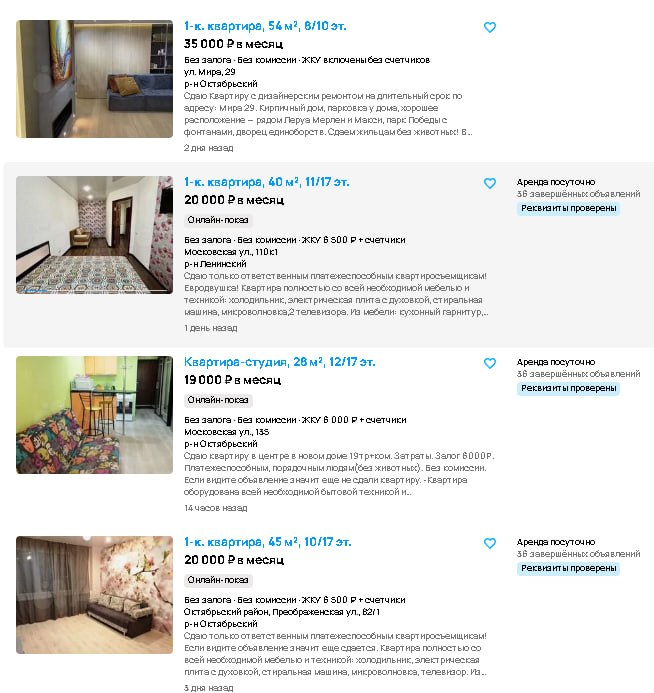 1-к. квартира, 54 м², 8/10 эт.
35 000 ₽ в месяц
Без залога · Без комиссии · ЖКУ включены без счетчиков
ул. Мира, 29
р-н Октябрьский
Сдаю Квартиру с дизайнерским ремонтом на длительный срок по
адресу: Мира 29. Кирпичный дом, парковка у дома, хорошее
расположение — рядом Леруа Мерлен и Макси, парк Победы с
фонтанами, дворец единоборств. Сдаем жильцам без животных! В…
2 дня назад
1-к. квартира, 40 м², 11/17 эт.
20 000 ₽ в месяц
Онлайн-показ
Без залога · Без комиссии · ЖКУ 6 500 ₽ + счетчики
Московская ул., 110к1
р-н Ленинский
Сдаю только ответственным платежеспособным квартиросъемщикам!
Евродвушка! Квартира полностью со всей необходимой мебелью и
техникой: холодильник, электрическая плита с духовкой, стиральная
машина, микроволновка,2 телевизора. Из мебели: кухонный гарнитур,…
1 день назад
Аренда посуточно
36 завершённых объявлений
Реквизиты проверены
Квартира-студия, 28 м², 12/17 эт.
19 000 ₽ в месяц
Онлайн-показ
Без залога · Без комиссии · ЖКУ 6 000 ₽ + счетчики
Московская ул., 135
р-н Октябрьский
Сдаю квартиру в центре в новом доме 19тр+ком. Затраты. Залог 6000₽.
Платежеспособным, порядочным людям(без животных). Без комиссии.
Если видите объявление значит еще не сдали квартиру. -Квартира
оборудована всей необходимой бытовой техникой и…
14 часов назад
Аренда посуточно
36 завершённых объявлений
Реквизиты проверены
1-к. квартира, 45 м², 10/17 эт.
20 000 ₽ в месяц
Онлайн-показ
Без залога · Без комиссии · ЖКУ 6 500 ₽ + счетчики
Октябрьский район, Преображенская ул., 82/1
р-н Октябрьский
Сдаю только ответственным платежеспособным квартиросъемщикам!
Если видите объявление значит еще сдается. Квартира полностью со
всей необходимой мебелью и техникой: холодильник, электрическая
плита с духовкой, стиральная машина, микроволновка, телевизор. Из…
3 дня назад
Аренда посуточно
36 завершённых объявлений
Реквизиты проверены